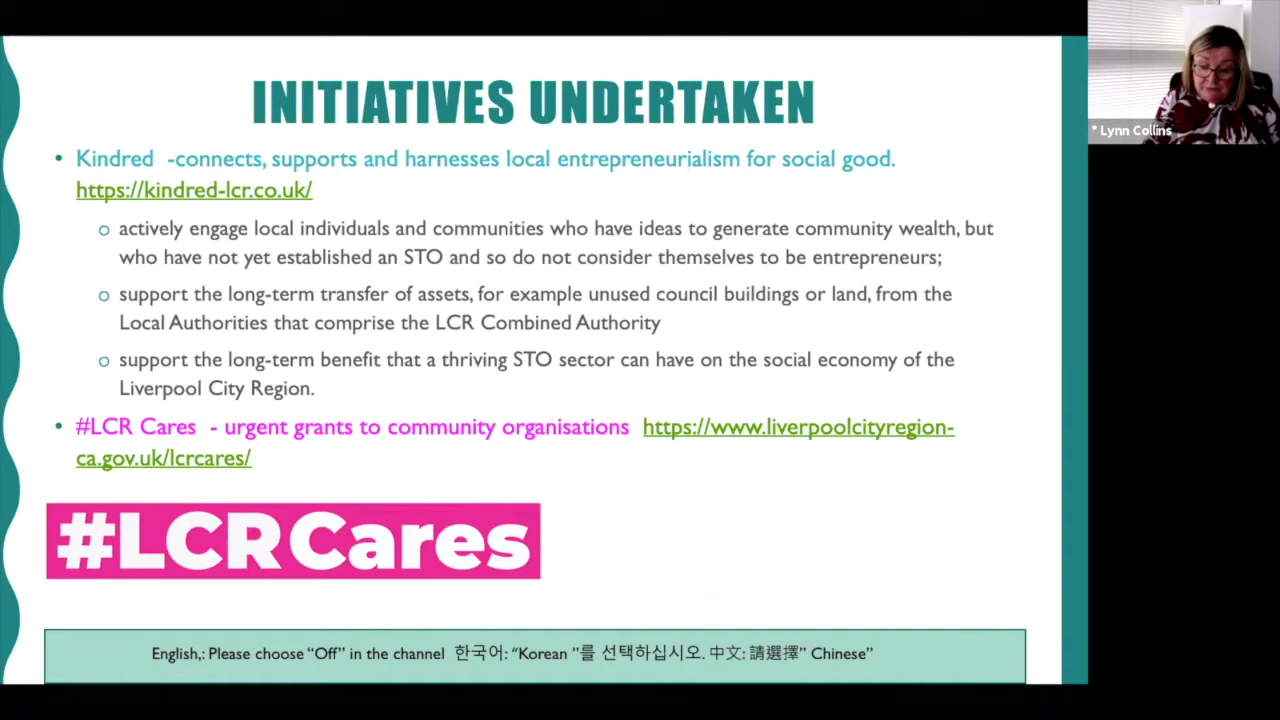 INITIATIVES UNDERTAKEN
• Kindred -connects, supports and harnesses local entrepreneurialism for social good.
https://kindred-lcr.co.uk/
o actively engage local individuals and communities who have ideas to generate community wealth, but
who have not yet established an STO and so do not consider themselves to be entrepreneurs;
o support the long-term transfer of assets, for example unused council buildings or land, from the
Local Authorities that comprise the LCR Combined Authority
o support the long-term benefit that a thriving STO sector can have on the social economy of the
Liverpool City Region.
• #LCR Cares - urgent grants to community organisations https://www.liverpoolcityregion-
ca.gov.uk/lcrcares/
#LCRCares
English,: Please choose “Off” in the channel 한국어: “Korean ”를 선택하십시오. 中文: 請選擇” Chinese”
* Lynn Collins